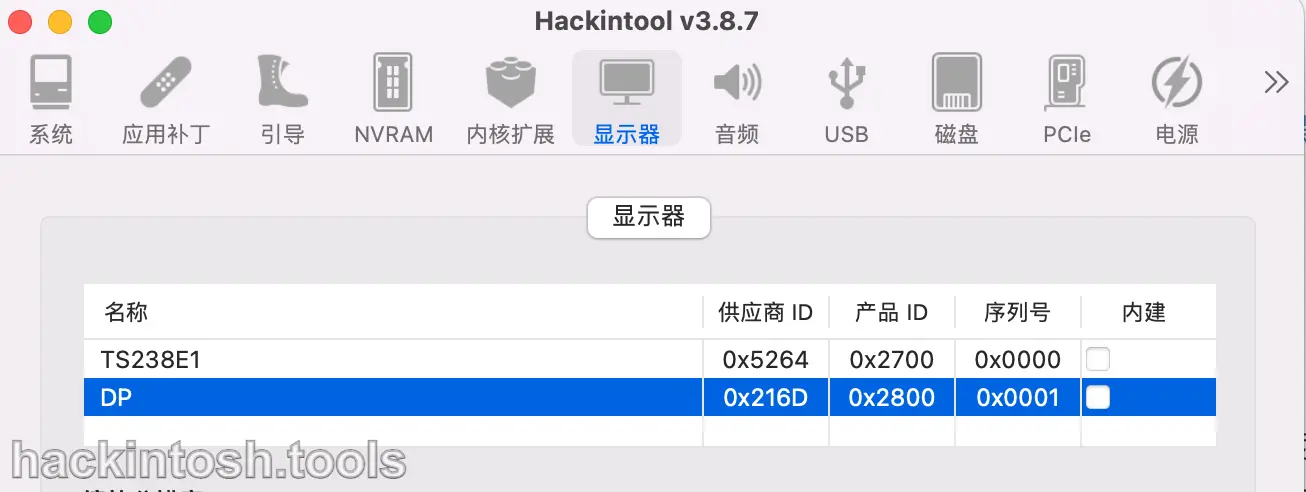 Hackintool v3.8.7
系统 应用补丁 引导 NVRAM 内核扩展 显示器 音频 USB 磁盘 PCIe 电源
显示器
名称 供应商 ID 产品 ID 序列号 内建
TS238E1 0x5264 0x2700 0x0000
DP 0x216D 0x2800 0x0001
hackintosh.tools